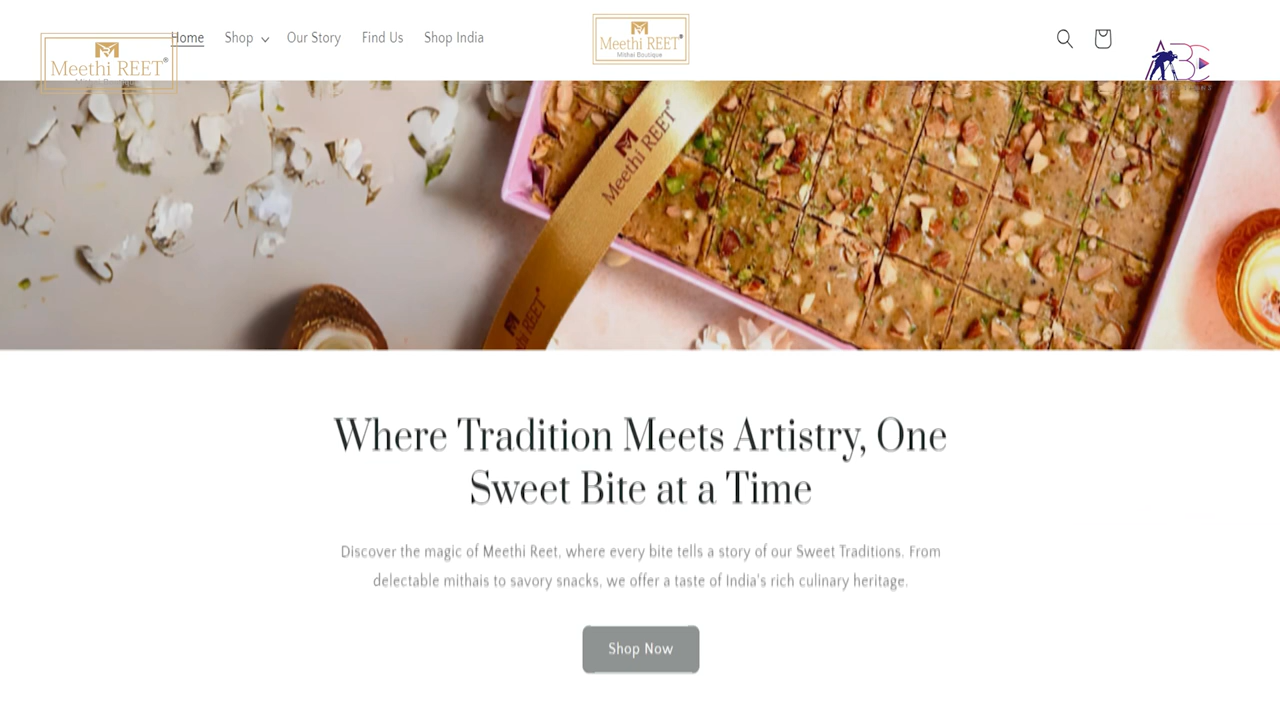 Home Shop Our Story Find Us Shop India
Meethi REET®
Mithai Boutique
Meethi REET®
Meethi REET®
Where Tradition Meets Artistry, One
Sweet Bite at a Time
Discover the magic of Meethi Reet, where every bite tells a story of our Sweet Traditions. From
delectable mithais to savory snacks, we offer a taste of India's rich culinary heritage.
Shop Now